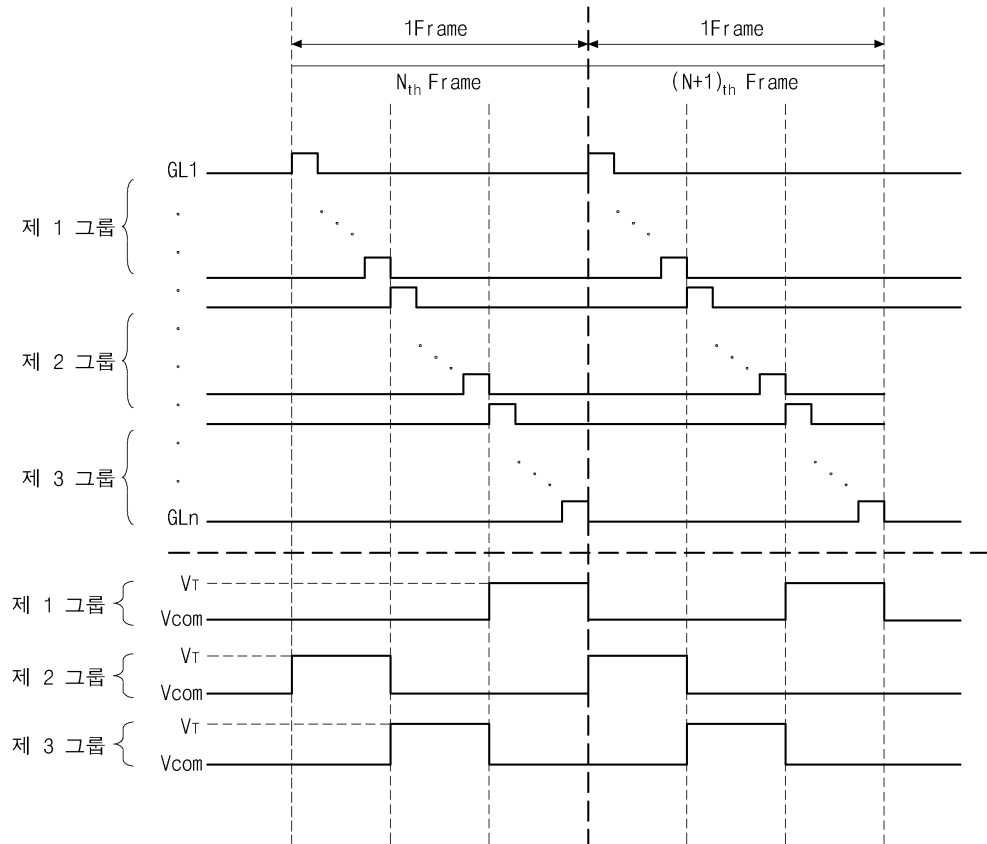 1Frame 1Frame
Nth Frame (N+1)th Frame
GL1
제 1 그룹
제 2 그룹
제 3 그룹
GLn
VT
제 1 그룹
Vcom
VT
제 2 그룹
Vcom
VT
제 3 그룹
Vcom